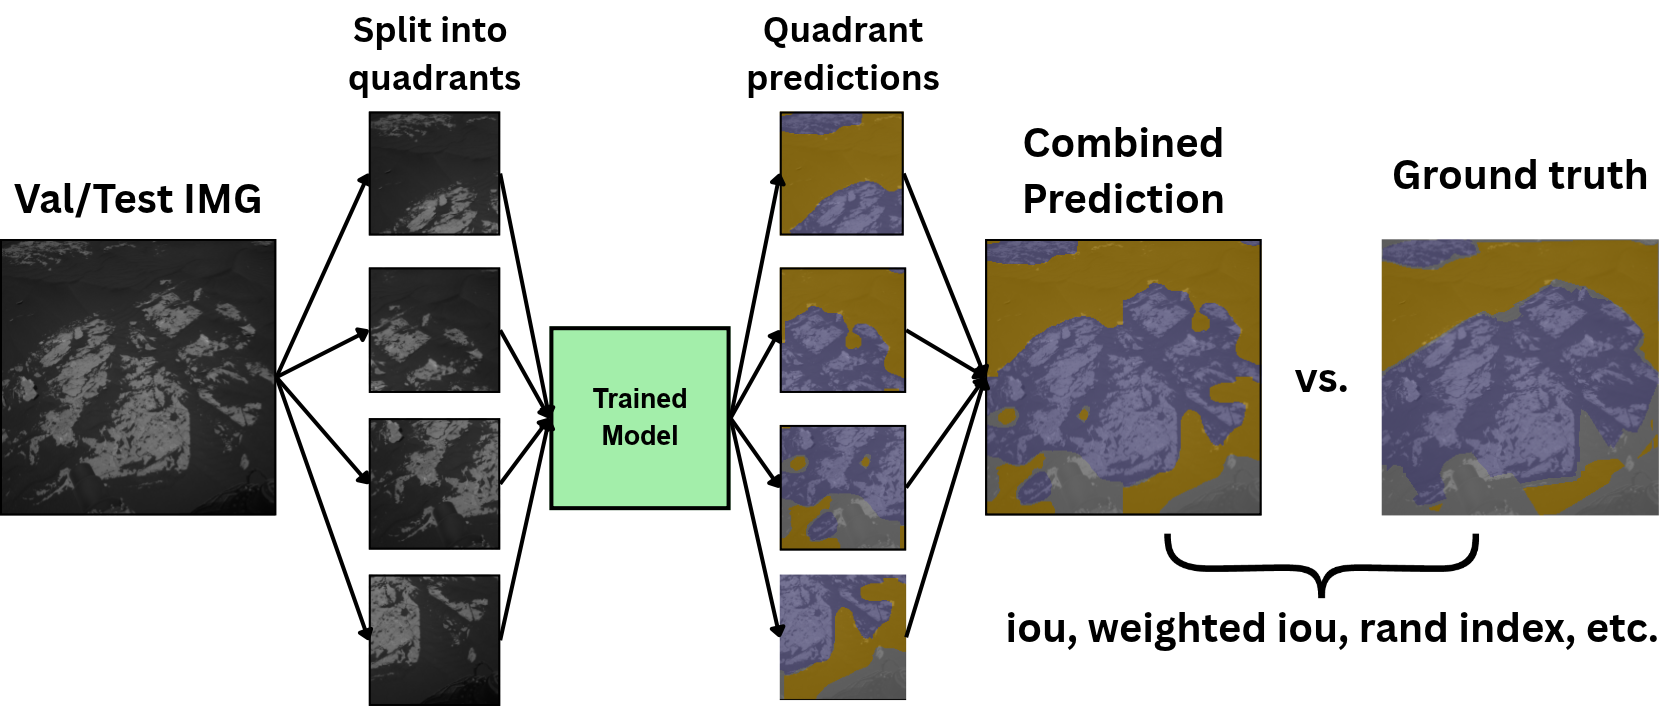 Split into
quadrants
Quadrant
predictions
Combined
Prediction
Ground truth
Val/Test IMG
Trained
Model
vs.
iou, weighted iou, rand index, etc.